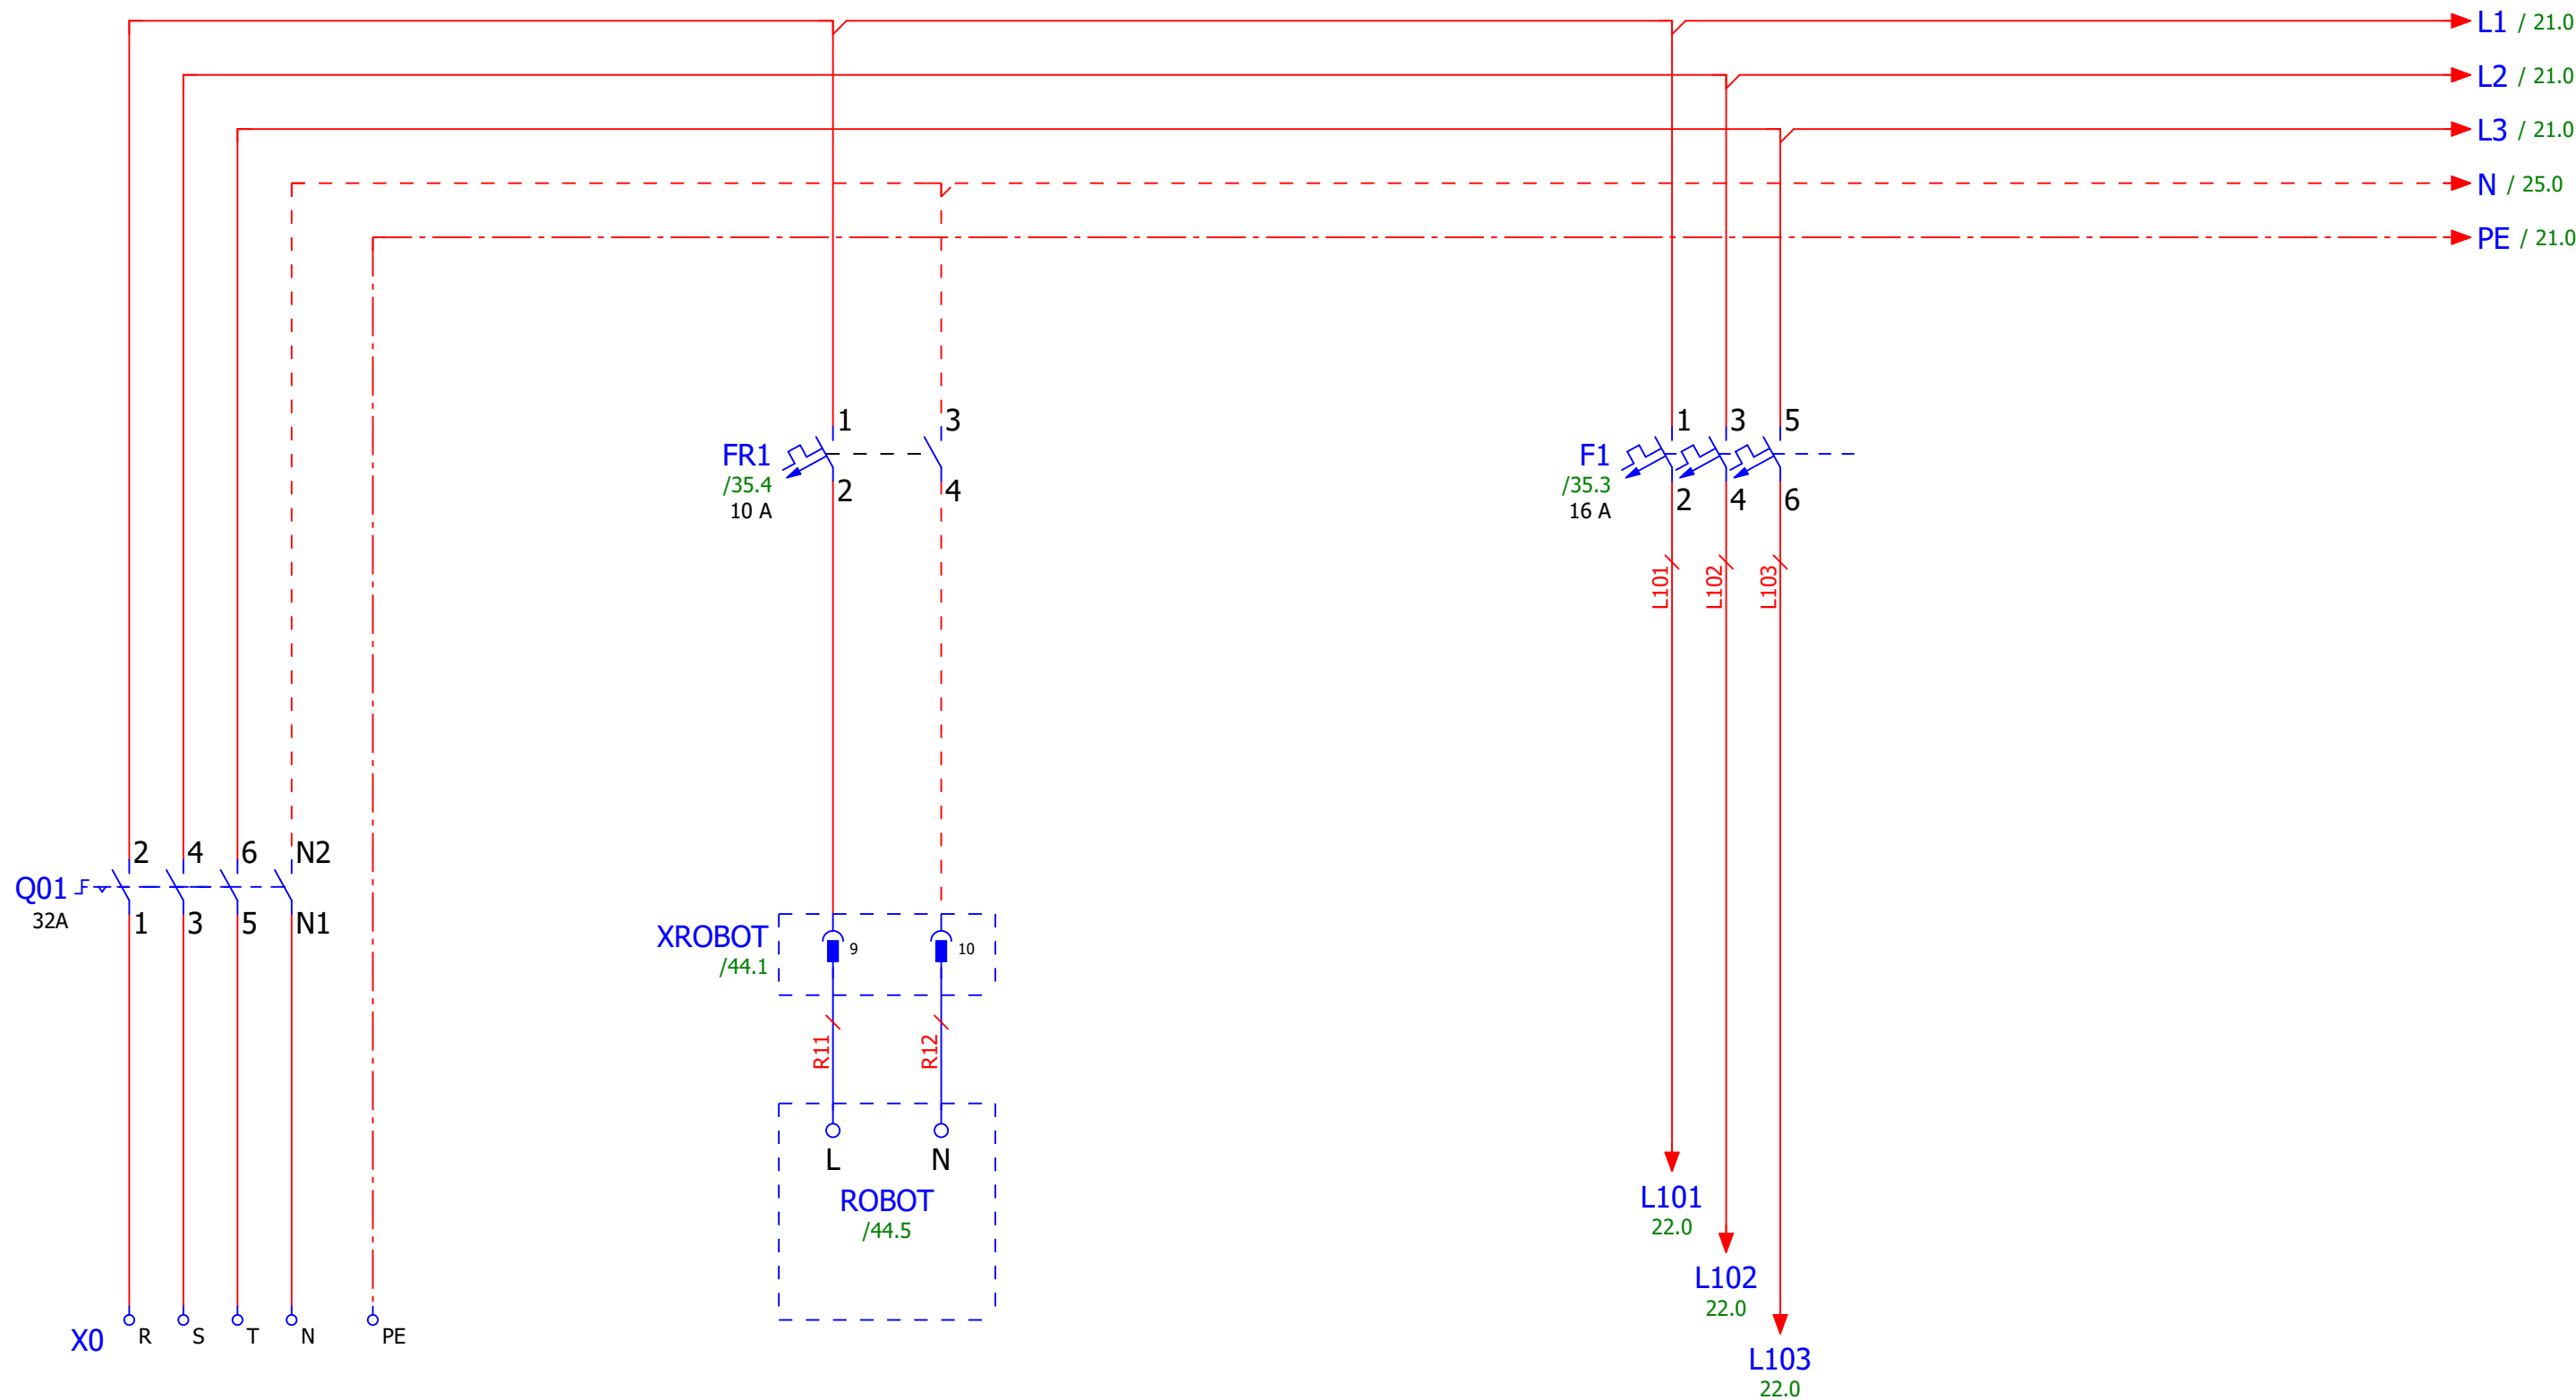 L1 / 21.0
L2 / 21.0
L3 / 21.0
N / 25.0
PE / 21.0
1 3
FR1
/35.4
10 A
2 4
1 3 5
F1
/35.3
16 A
2 4 6
L101 L102 L103
2 4 6 N2
Q01
32A
1 3 5 N1
XROBOT
/44.1
9 10
R11 R12
L N
ROBOT
/44.5
L101
22.0
L102
22.0
L103
22.0
X0 R S T N PE